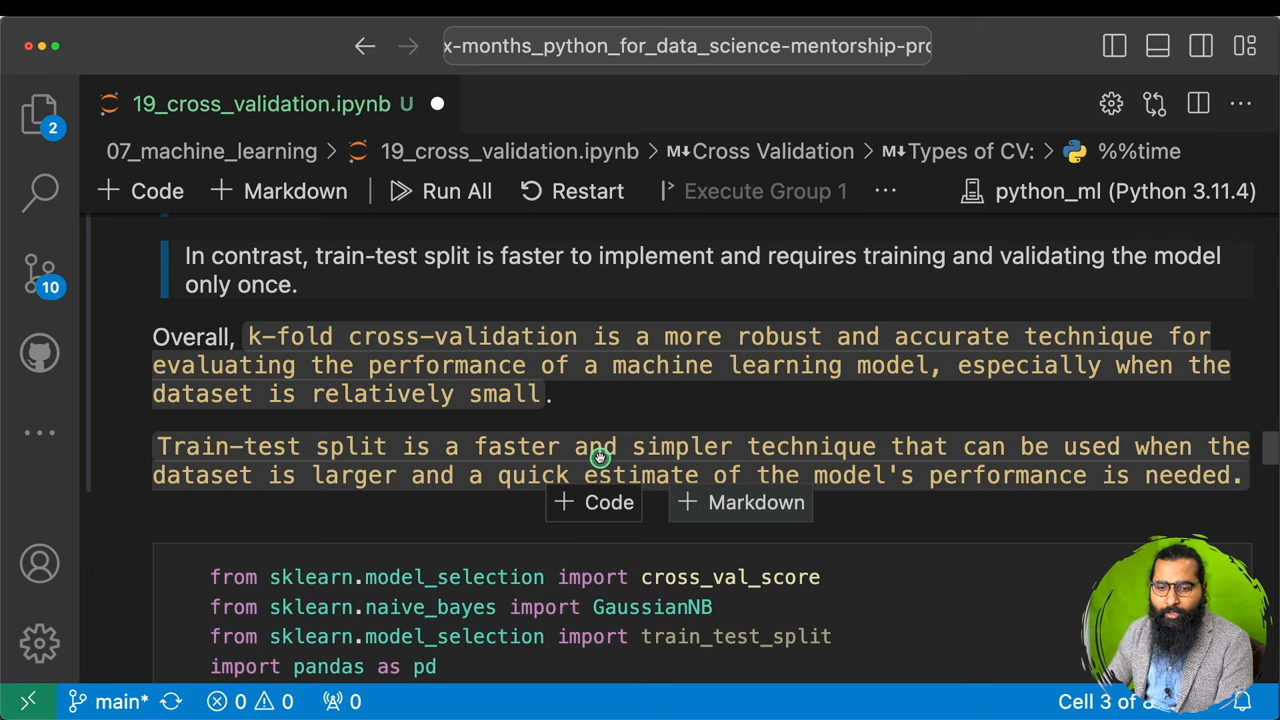 x-months_python_for_data_science-mentorship-pro
19_cross_validation.ipynb U
07_machine_learning > 19_cross_validation.ipynb > M↓Cross Validation > M↓Types of CV: > %%time
+ Code + Markdown | Run All Restart Execute Group 1 ... python_ml (Python 3.11.4)
2
In contrast, train-test split is faster to implement and requires training and validating the model
only once.
10
Overall, k-fold cross-validation is a more robust and accurate technique for
evaluating the performance of a machine learning model, especially when the
dataset is relatively small.
Train-test split is a faster and simpler technique that can be used when the
dataset is larger and a quick estimate of the model's performance is needed.
+ Code + Markdown
from sklearn.model_selection import cross_val_score
from sklearn.naive_bayes import GaussianNB
from sklearn.model_selection import train_test_split
import pandas as pd
main* 0 0 0 Cell 3 of